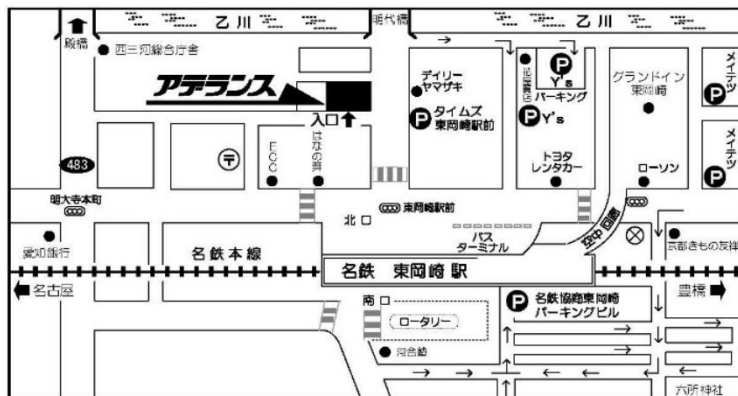 乙川
明代橋
乙川
殿橋
西三河総合庁舎
アデランス
入口
デイリー
ヤマザキ
P タイムズ
東岡崎駅前
P
Y's
パーキング
P Y's
グランドイン
東岡崎
メイテツ
P
メイテツ
P
483
〒
ECC
はなの舞
トヨタ
レンタカー
ローソン
明大寺本町
東岡崎駅前
北口
バス
ターミナル
空中回廊
愛知銀行
京都きもの友禅
名鉄本線
名鉄 東岡崎駅
名古屋
豊橋
南口
ロータリー
P 名鉄協商東岡崎
パーキングビル
河合塾
六所神社